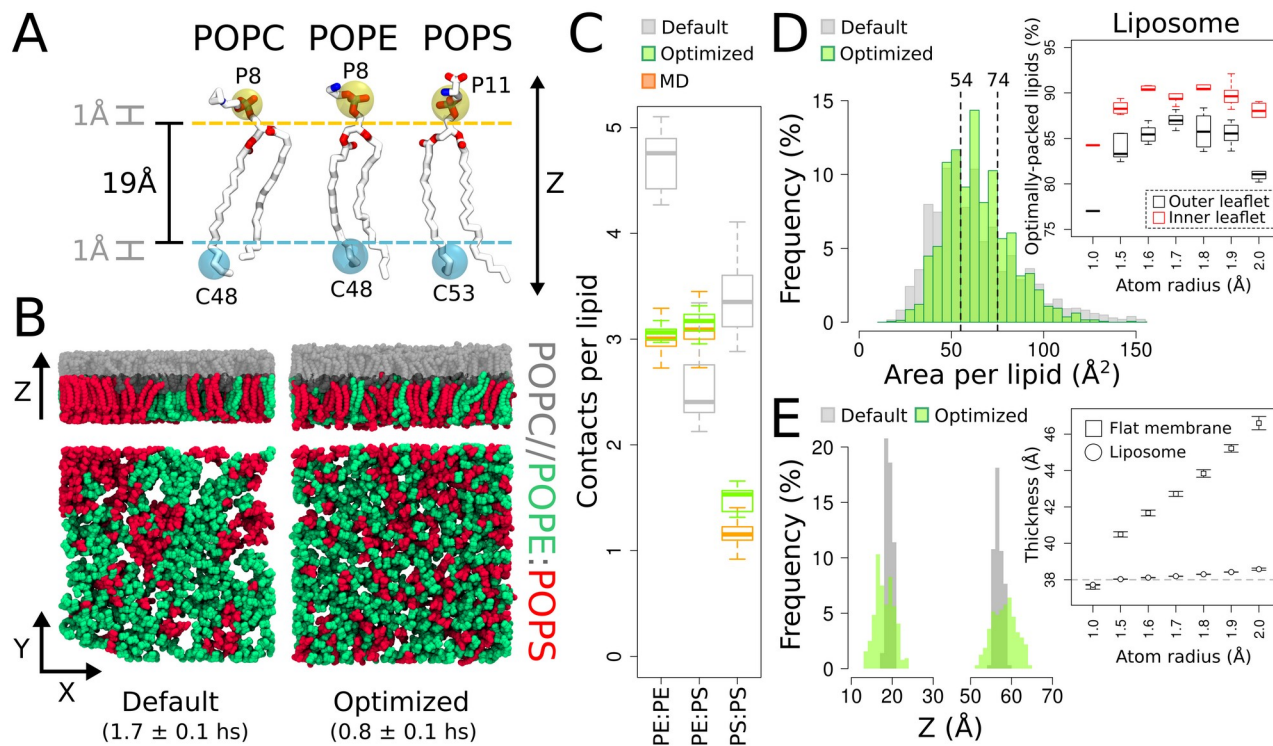 A
POPC POPE POPS
P8 P8 P11
1Å
19Å
1Å
Z
C48 C48 C53
B
Z
Y
X
Default
(1.7 ± 0.1 hs)
Optimized
(0.8 ± 0.1 hs)
POPC//POPE:POPS
C
Default
Optimized
MD
Contacts per lipid
5
4
3
2
1
0
PE:PE PE:PS PS:PS
D
Default
Optimized
54 74
Frequency (%)
15
10
5
0
0 50 100 150
Area per lipid (Å²)
Liposome
Optimally-packed lipids (%)
95
90
85
80
75
Outer leaflet
Inner leaflet
1.0 1.5 1.6 1.7 1.8 1.9 2.0
Atom radius (Å)
E
Default Optimized
Frequency (%)
20
15
10
5
0
10 30 50 70
Z (Å)
Flat membrane
Liposome
Thickness (Å)
46
44
42
40
38
1.0 1.5 1.6 1.7 1.8 1.9 2.0
Atom radius (Å)